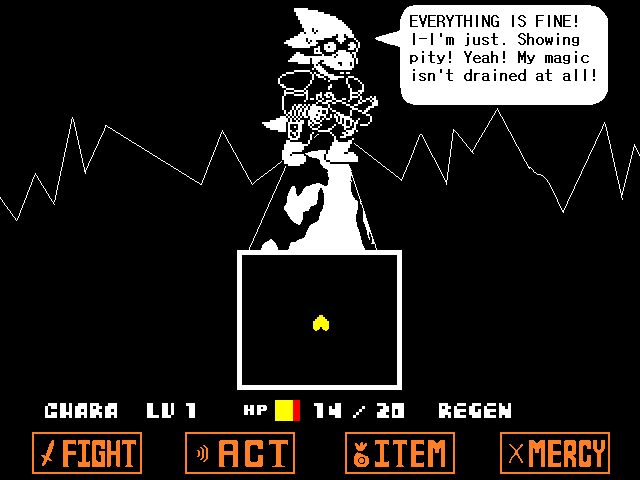 EVERYTHING IS FINE!
I-I'm just. Showing
pity! Yeah! My magic
isn't drained at all!
CHARA LV 1 HP 14 / 20 REGEN
FIGHT ACT ITEM MERCY